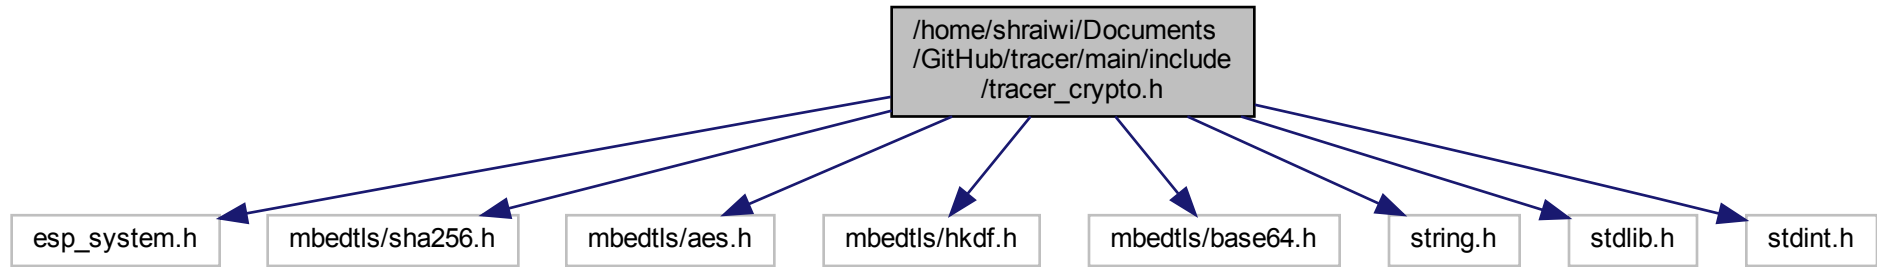 /home/shraiwi/Documents
/GitHub/tracer/main/include
/tracer_crypto.h
esp_system.h
mbedtls/sha256.h
mbedtls/aes.h
mbedtls/hkdf.h
mbedtls/base64.h
string.h
stdlib.h
stdint.h